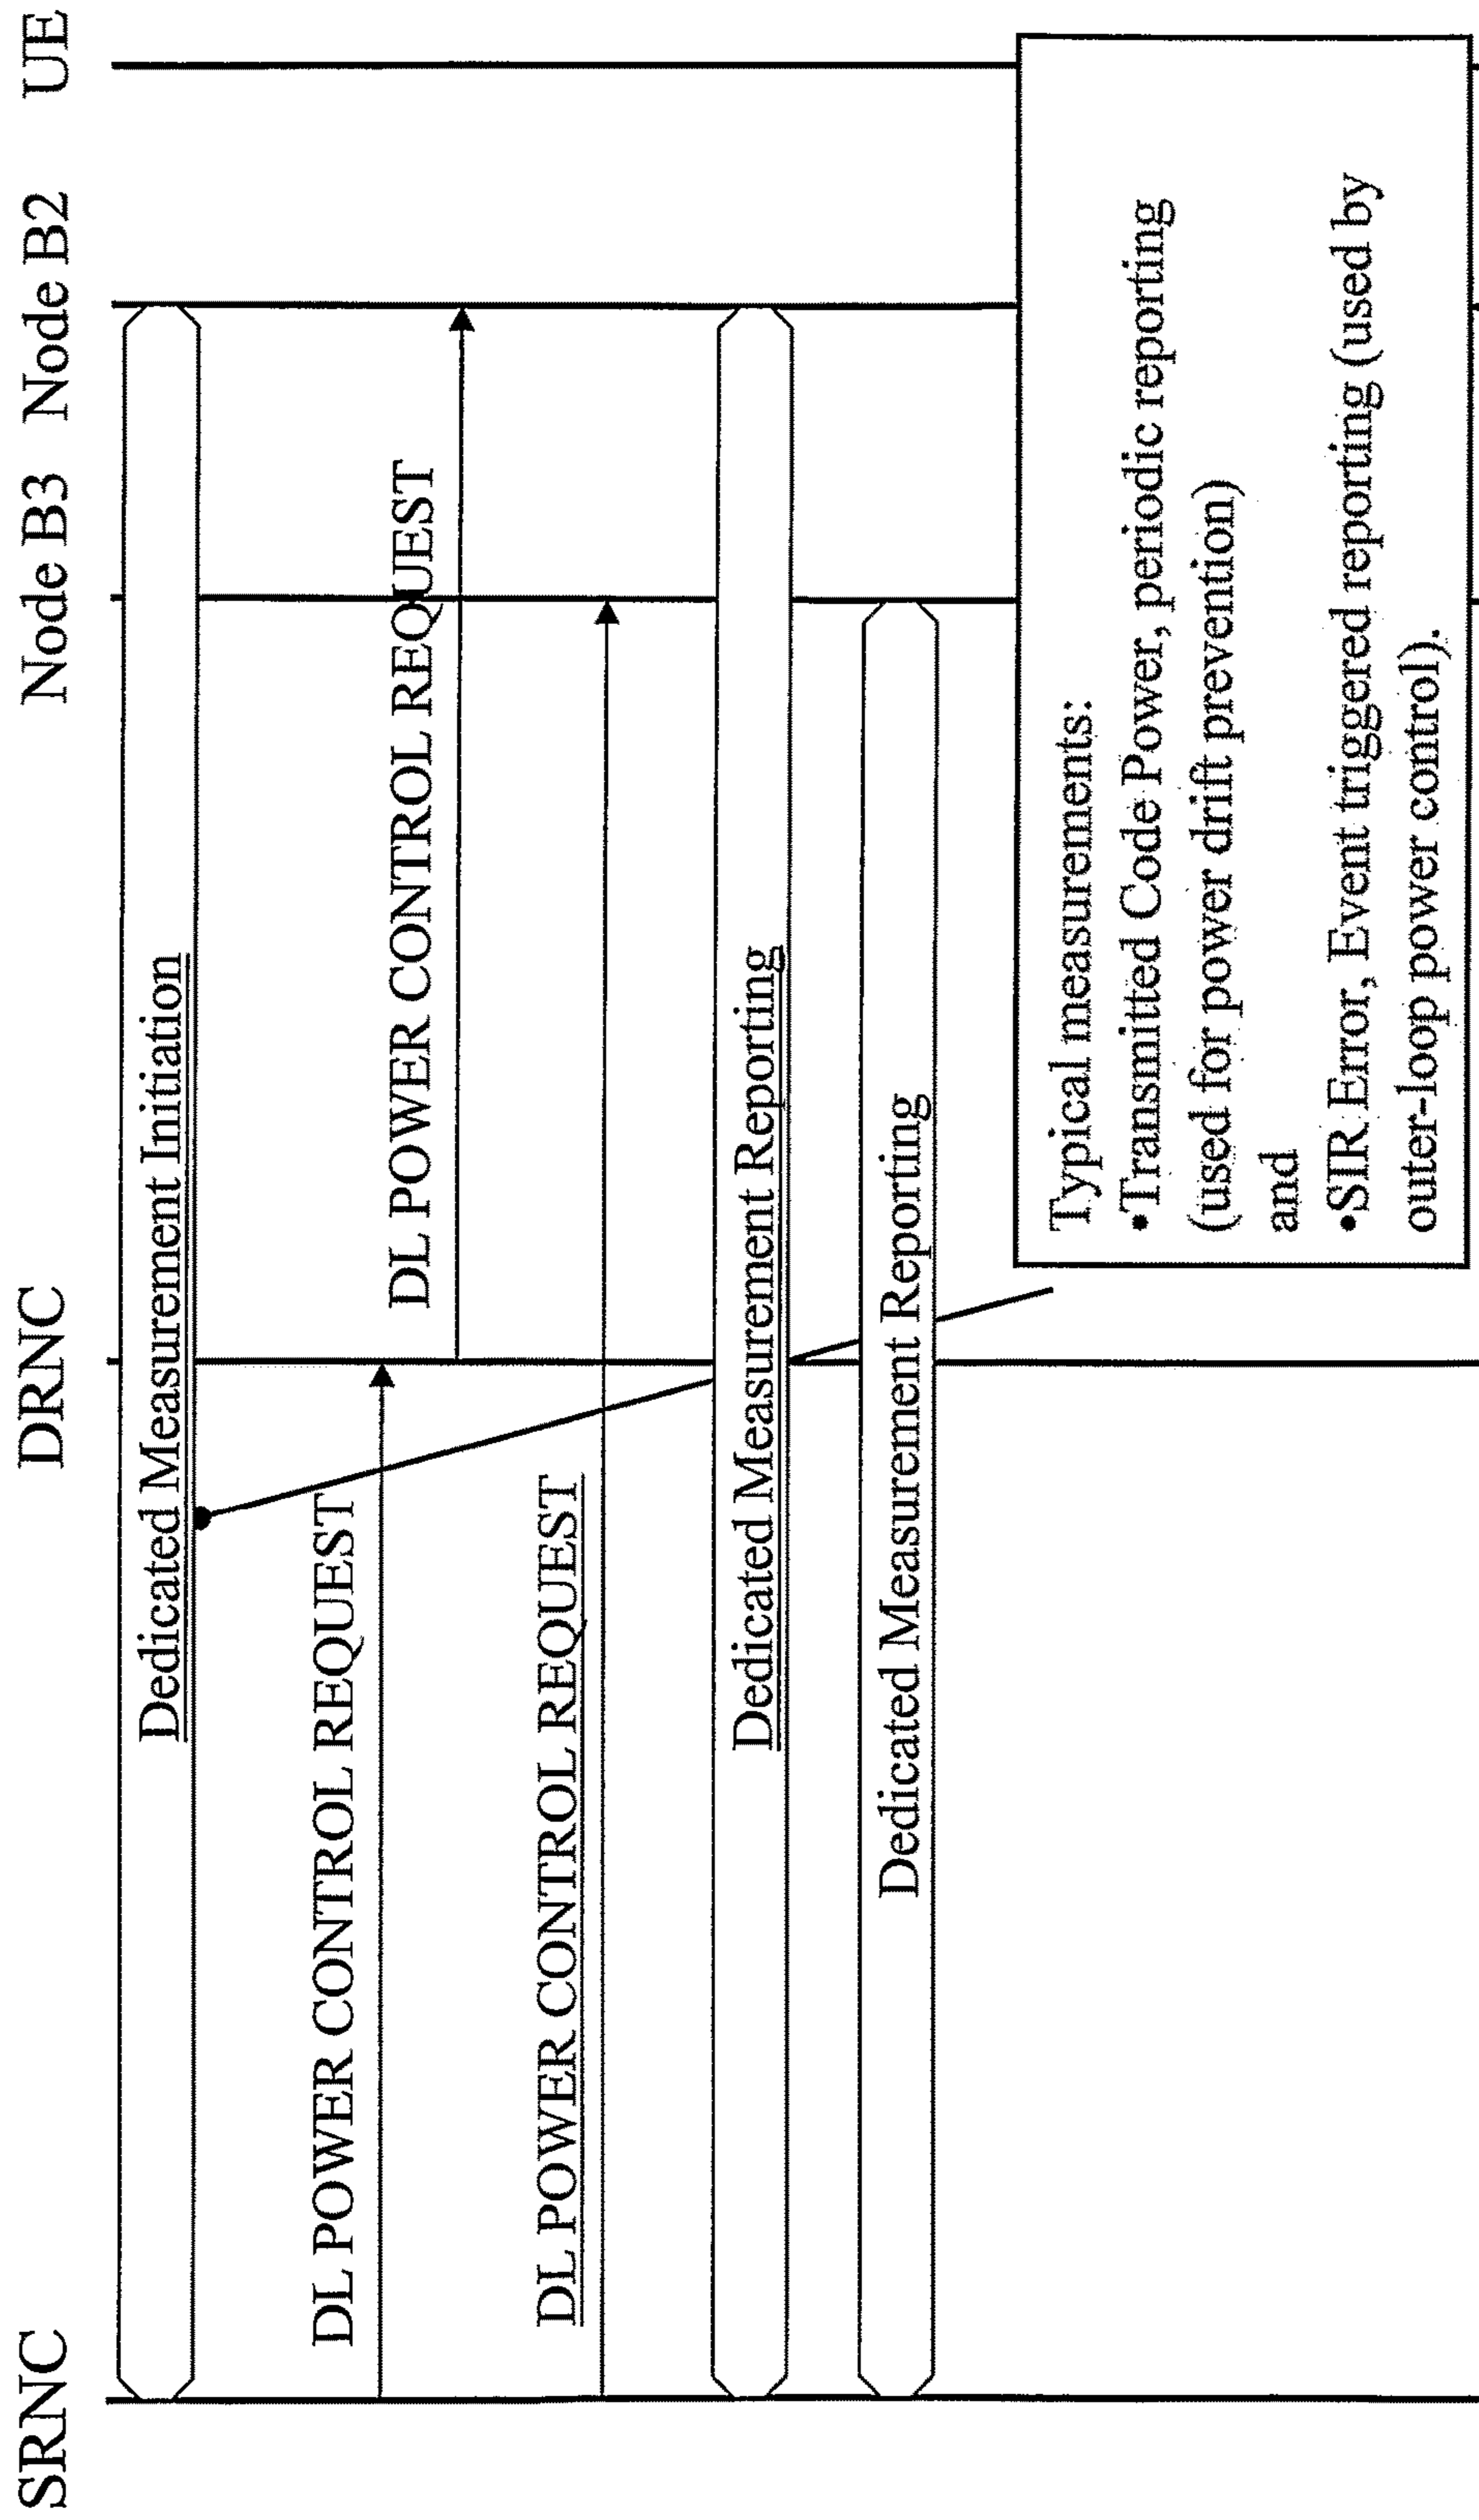 SRNC
DRNC
Node B3
Node B2
UE
Dedicated Measurement Initiation
DL POWER CONTROL REQUEST
DL POWER CONTROL REQUEST
DL POWER CONTROL REQUEST
Dedicated Measurement Reporting
Dedicated Measurement Reporting
Typical measurements:
•Transmitted Code Power, periodic reporting
(used for power drift prevention)
and
•SIR Error, Event triggered reporting (used by
outer-loop power control).